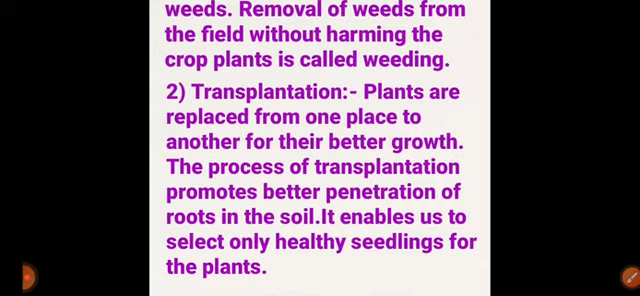 weeds. Removal of weeds from
the field without harming the
crop plants is called weeding.
2) Transplantation:- Plants are
replaced from one place to
another for their better growth.
The process of transplantation
promotes better penetration of
roots in the soil.It enables us to
select only healthy seedlings for
the plants.